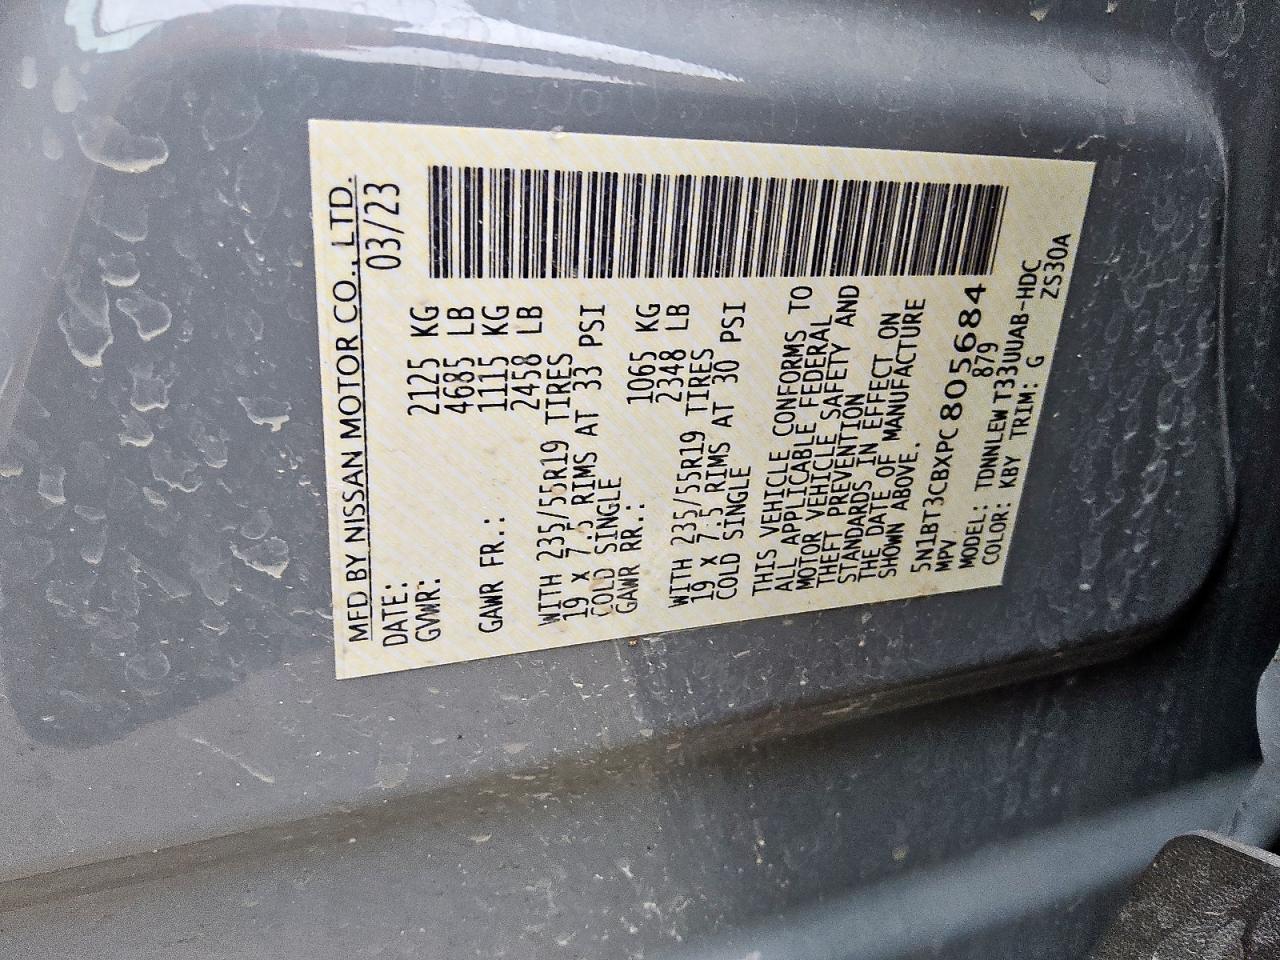 MFD BY NISSAN MOTOR CO., LTD.
DATE: 03/23
GVWR: 2125 KG
4685 LB
GAWR FR.: 1115 KG
2458 LB
WITH 235/55R19 TIRES
19 X 7.5 RIMS AT 33 PSI
COLD SINGLE
GAWR RR.: 1065 KG
2348 LB
WITH 235/55R19 TIRES
19 X 7.5 RIMS AT 30 PSI
COLD SINGLE
THIS VEHICLE CONFORMS TO
ALL APPLICABLE FEDERAL
MOTOR VEHICLE SAFETY AND
THEFT PREVENTION
STANDARDS IN EFFECT ON
THE DATE OF MANUFACTURE
SHOWN ABOVE.
5N1BT3CBXPC805684
MPV 879
MODEL: TDNNLEW T33UUAB-HDC
COLOR: KBY TRIM: G ZS30A